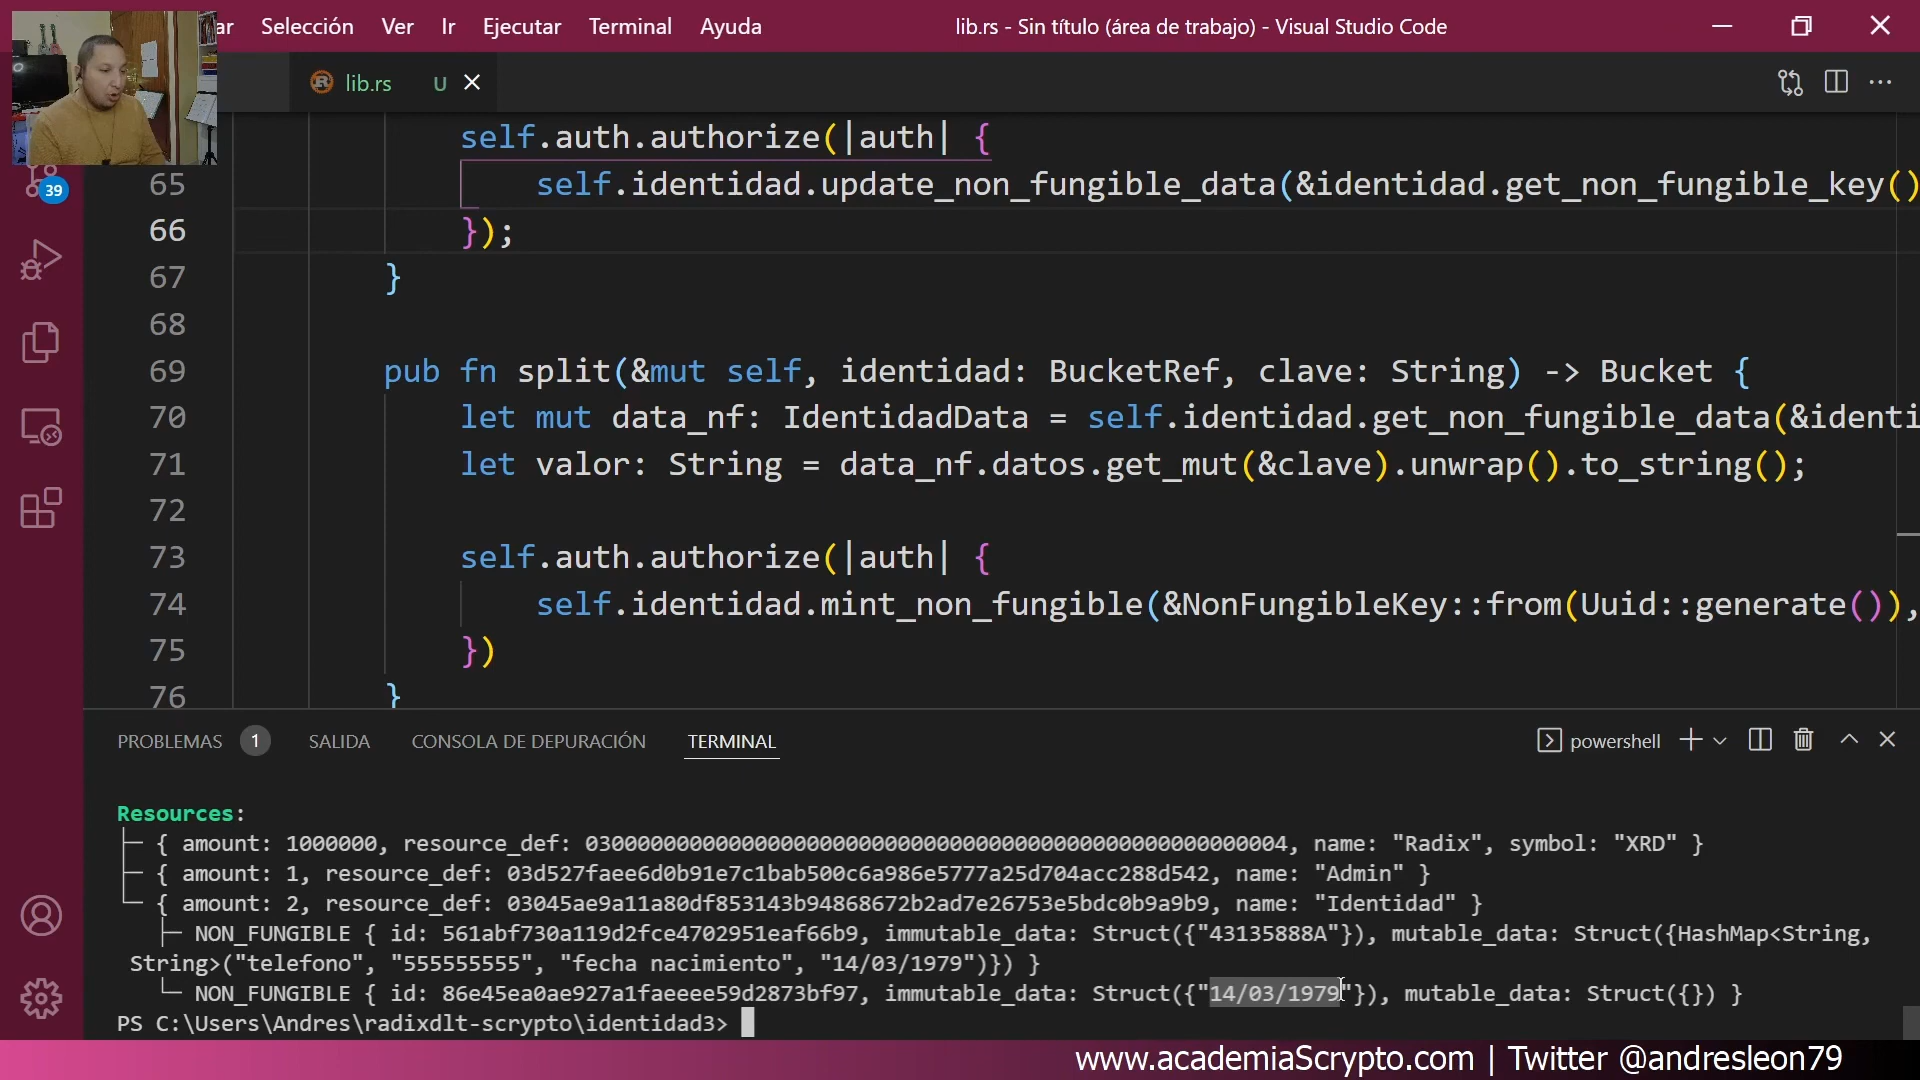 ar Selección Ver Ir Ejecutar Terminal Ayuda lib.rs - Sin título (área de trabajo) - Visual Studio Code
lib.rs U
self.auth.authorize(|auth| {
65 self.identidad.update_non_fungible_data(&identidad.get_non_fungible_key()
66 });
67 }
68
69 pub fn split(&mut self, identidad: BucketRef, clave: String) -> Bucket {
70 let mut data_nf: IdentidadData = self.identidad.get_non_fungible_data(&identi
71 let valor: String = data_nf.datos.get_mut(&clave).unwrap().to_string();
72
73 self.auth.authorize(|auth| {
74 self.identidad.mint_non_fungible(&NonFungibleKey::from(Uuid::generate()),
75 })
76 }
39
PROBLEMAS 1 SALIDA CONSOLA DE DEPURACIÓN TERMINAL powershell
Resources:
├─ { amount: 1000000, resource_def: 030000000000000000000000000000000000000000000000000004, name: "Radix", symbol: "XRD" }
├─ { amount: 1, resource_def: 03d527faee6d0b91e7c1bab500c6a986e5777a25d704acc288d542, name: "Admin" }
└─ { amount: 2, resource_def: 03045ae9a11a80df853143b94868672b2ad7e26753e5bdc0b9a9b9, name: "Identidad" }
├─ NON_FUNGIBLE { id: 561abf730a119d2fce4702951eaf66b9, immutable_data: Struct({"43135888A"}), mutable_data: Struct({HashMap<String,
String>("telefono", "555555555", "fecha nacimiento", "14/03/1979")}) }
└─ NON_FUNGIBLE { id: 86e45ea0ae927a1faeeee59d2873bf97, immutable_data: Struct({"14/03/1979"}), mutable_data: Struct({}) }
PS C:\Users\Andres\radixdlt-scrypto\identidad3>
www.academiaScrypto.com | Twitter @andresleon79